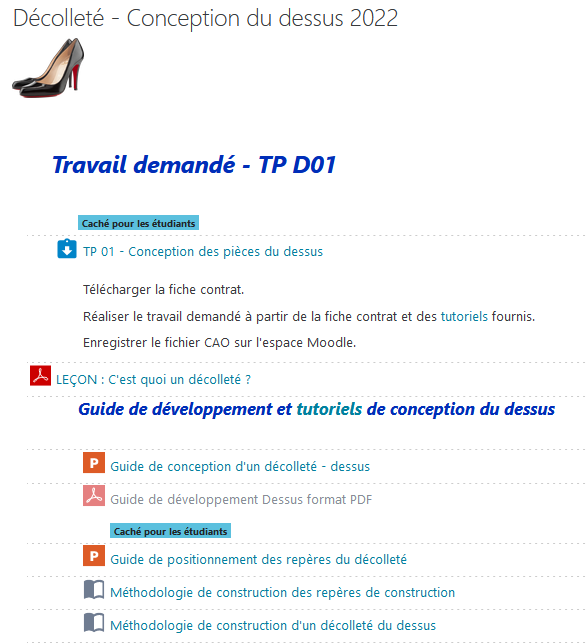 Décolleté - Conception du dessus 2022
Travail demandé - TP D01
Caché pour les étudiants
TP 01 - Conception des pièces du dessus
Télécharger la fiche contrat.
Réaliser le travail demandé à partir de la fiche contrat et des tutoriels fournis.
Enregistrer le fichier CAO sur l'espace Moodle.
LEÇON : C'est quoi un décolleté ?
Guide de développement et tutoriels de conception du dessus
P Guide de conception d'un décolleté - dessus
Guide de développement Dessus format PDF
Caché pour les étudiants
P Guide de positionnement des repères du décolleté
Méthodologie de construction des repères de construction
Méthodologie de construction d'un décolleté du dessus